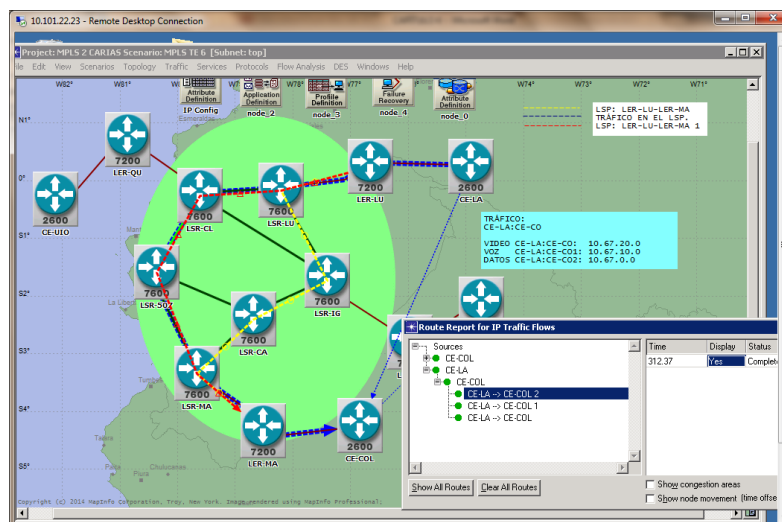 10.101.22.23 - Remote Desktop Connection
Project: MPLS 2 CARIAS Scenario: MPLS TE 6 [Subnet: top]
File Edit View Scenarios Topology Traffic Services Protocols Flow Analysis DES Windows Help
W82° W81° W78° W77° W74° W73° W72° W71°
Attribute Definition
IP Config
Application Definition
node_2
Profile Definition
node_3
Failure Recovery
node_4
Attribute Definition
node_0
Esmeraldas
N1°
LSP: LER-LU-LER-MA
TRÁFICO EN EL LSP.
LSP: LER-LU-LER-MA 1
7200
LER-QU
0°
2600
CE-UIO
7600
LSR-CL
7600
LSR-LU
7200
LER-LU
2600
CE-LA
TRÁFICO:
CE-LA:CE-CO
VIDEO CE-LA:CE-CO: 10.67.20.0
VOZ CE-LA:CE-CO1: 10.67.10.0
DATOS CE-LA:CE-CO2: 10.67.0.0
S1°
S2°
7600
7600
LSR-IG
7600
LSR-CA
S3°
7600
LSR-MA
S4°
7200
LER-MA
2600
CE-COL
S5°
Chulucanes
Piura
Copyright (C) 2014 MapInfo Corporation, Troy, New York. Image rendered using MapInfo Professional;
Route Report for IP Traffic Flows
Sources
CE-COL
CE-LA
CE-COL
CE-LA -> CE-COL 2
CE-LA -> CE-COL 1
CE-LA -> CE-COL
Time Display Status
312.37 Yes Complete
Show All Routes Clear All Routes
Show congestion areas
Show node movement (time offse